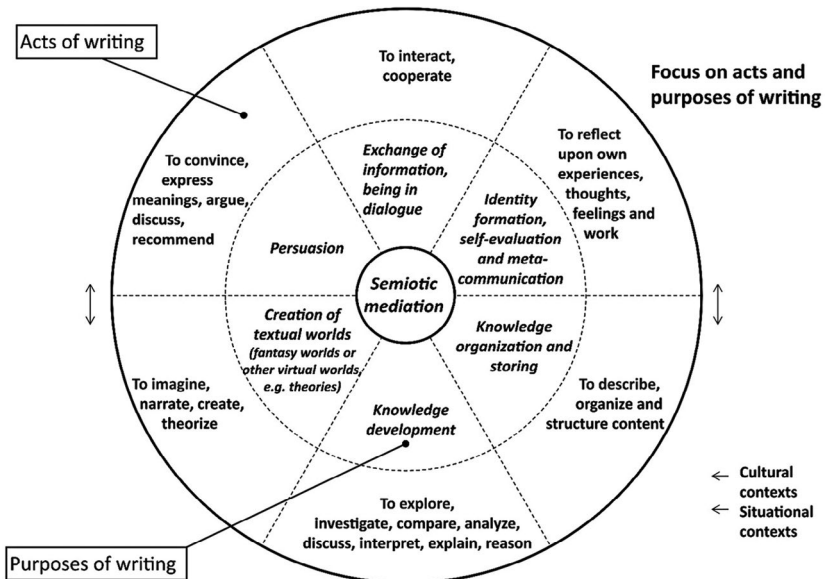 Acts of writing
To interact,
cooperate
Focus on acts and
purposes of writing
To convince,
express
meanings, argue,
discuss,
recommend
Exchange of
information,
being in
dialogue
To reflect
upon own
experiences,
thoughts,
feelings and
work
Persuasion
Identity
formation,
self-evaluation
and meta-
communication
Semiotic
mediation
Creation of
textual worlds
(fantasy worlds or
other virtual worlds,
e.g. theories)
Knowledge
organization and
storing
To imagine,
narrate, create,
theorize
Knowledge
development
To describe,
organize and
structure content
To explore,
investigate, compare, analyze,
discuss, interpret, explain, reason
Cultural
contexts
Situational
contexts
Purposes of writing